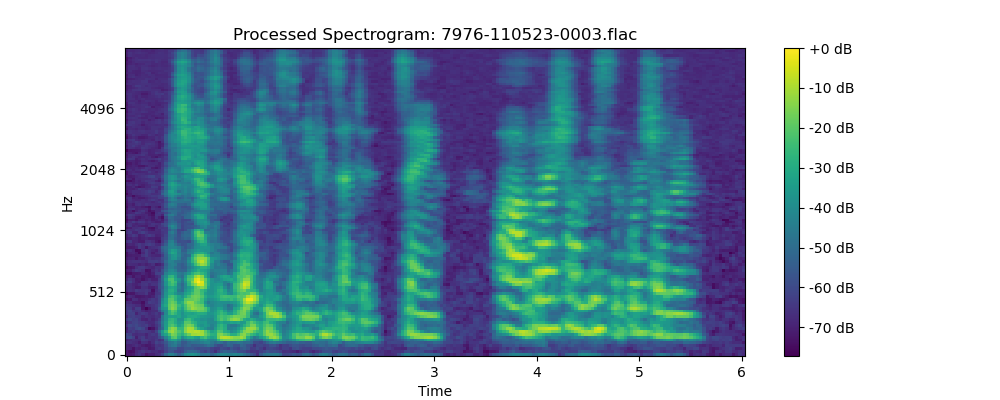 Processed Spectrogram: 7976-110523-0003.flac
Hz
4096
2048
1024
512
0
0 1 2 3 4 5 6
Time
+0 dB
-10 dB
-20 dB
-30 dB
-40 dB
-50 dB
-60 dB
-70 dB